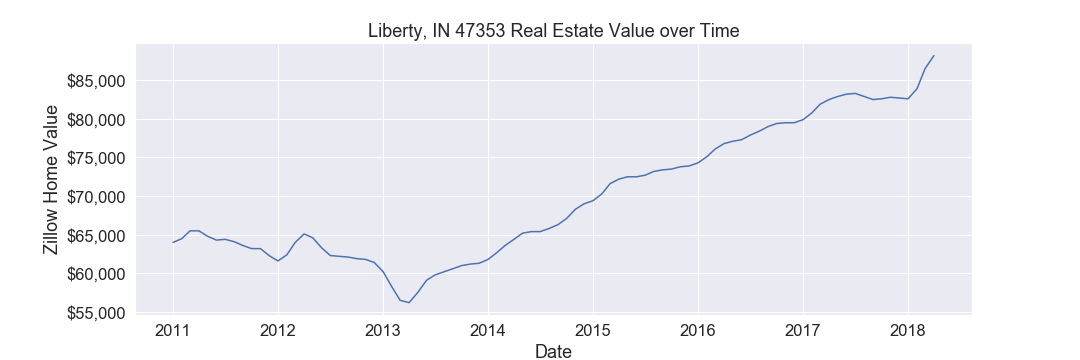 Liberty, IN 47353 Real Estate Value over Time
Zillow Home Value
$85,000
$80,000
$75,000
$70,000
$65,000
$60,000
$55,000
2011 2012 2013 2014 2015 2016 2017 2018
Date